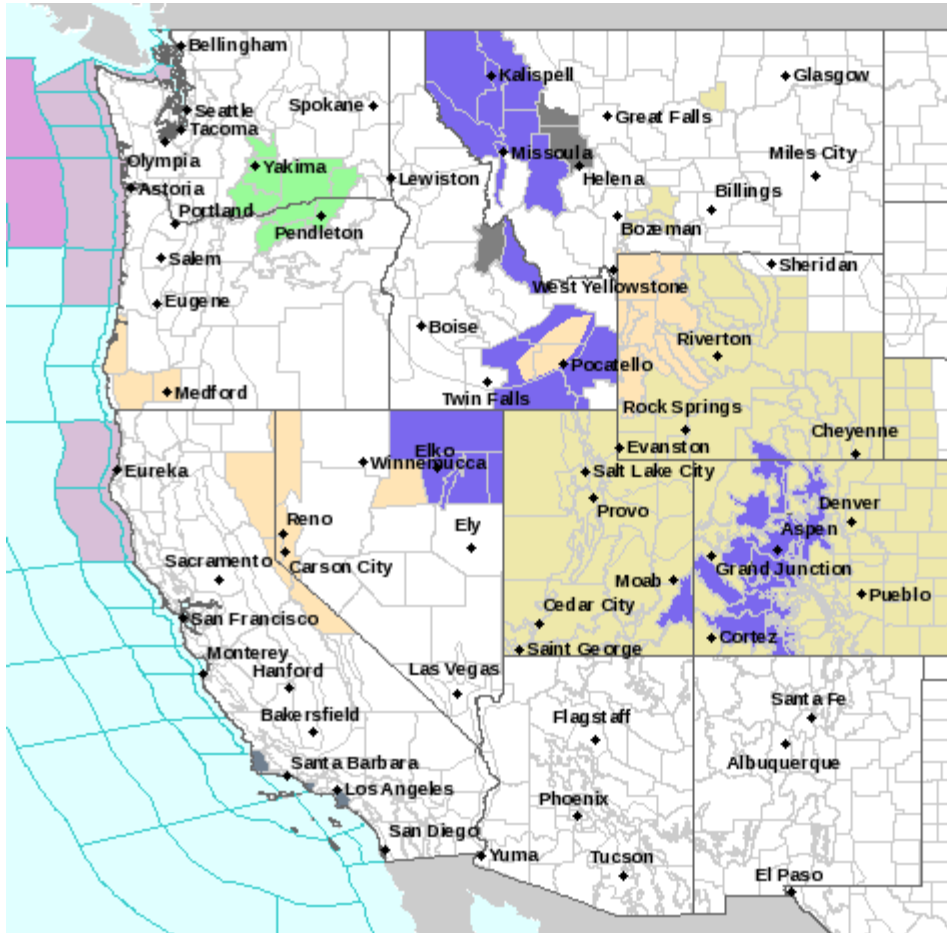 Bellingham
Kalispell
Glasgow
Seattle
Spokane
Great Falls
Tacoma
Olympia
Yakima
Missoula
Miles City
Helena
Lewiston
Astoria
Billings
Portland
Pendleton
Bozeman
Salem
Sheridan
West Yellowstone
Eugene
Boise
Riverton
Pocatello
Medford
Twin Falls
Rock Springs
Cheyenne
Evanston
Elko
Eureka
Winnemucca
Salt Lake City
Provo
Denver
Reno
Ely
Aspen
Sacramento
Carson City
Grand Junction
Moab
Pueblo
Cedar City
San Francisco
Cortez
Saint George
Monterey
Hanford
Las Vegas
Santa Fe
Bakersfield
Flagstaff
Albuquerque
Santa Barbara
Los Angeles
Phoenix
San Diego
Yuma
Tucson
El Paso